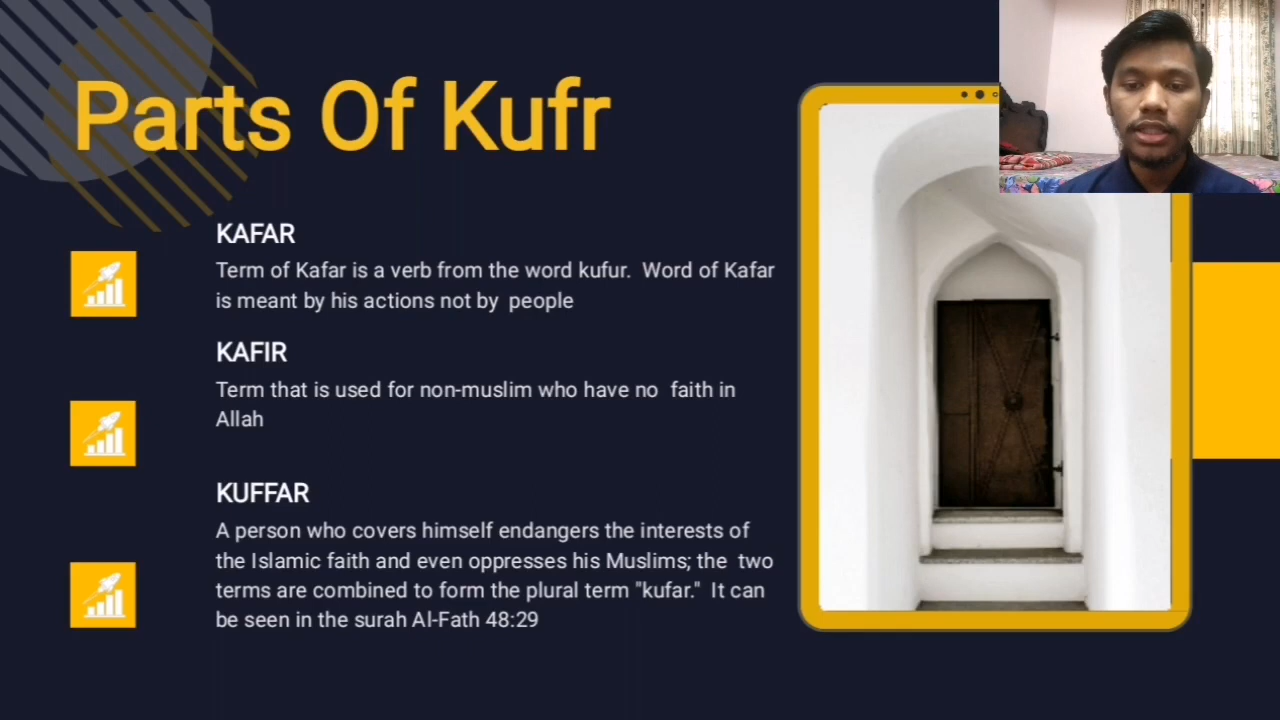 Parts Of Kufr
KAFAR
Term of Kafar is a verb from the word kufur. Word of Kafar
is meant by his actions not by people
KAFIR
Term that is used for non-muslim who have no faith in
Allah
KUFFAR
A person who covers himself endangers the interests of
the Islamic faith and even oppresses his Muslims; the two
terms are combined to form the plural term "kufar." It can
be seen in the surah Al-Fath 48:29